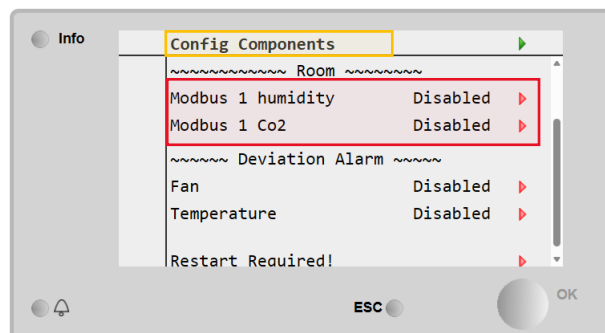 Info
Config Components
~~~~~~~~~~~~ Room ~~~~~~~~
Modbus 1 humidity Disabled
Modbus 1 Co2 Disabled
~~~~~~ Deviation Alarm ~~~~~
Fan Disabled
Temperature Disabled
Restart Required!
ESC
OK